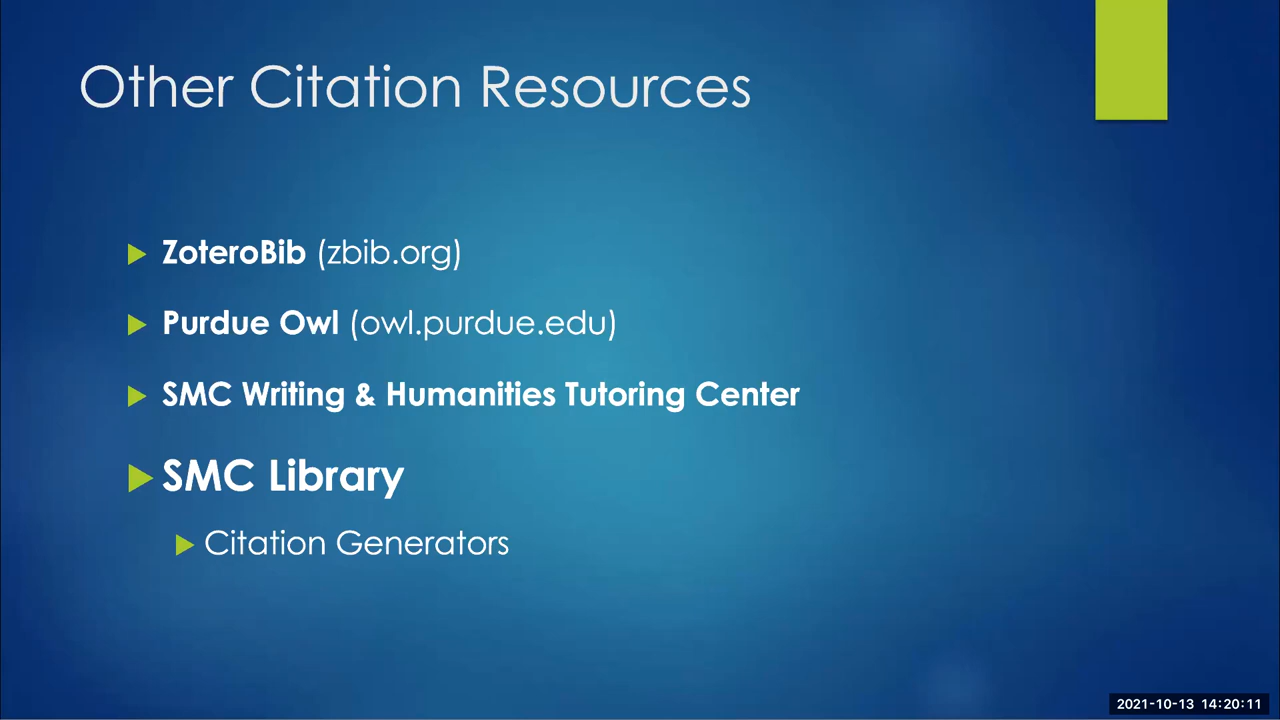 Other Citation Resources
ZoteroBib (zbib.org)
Purdue Owl (owl.purdue.edu)
SMC Writing & Humanities Tutoring Center
SMC Library
Citation Generators
2021-10-13 14:20:11